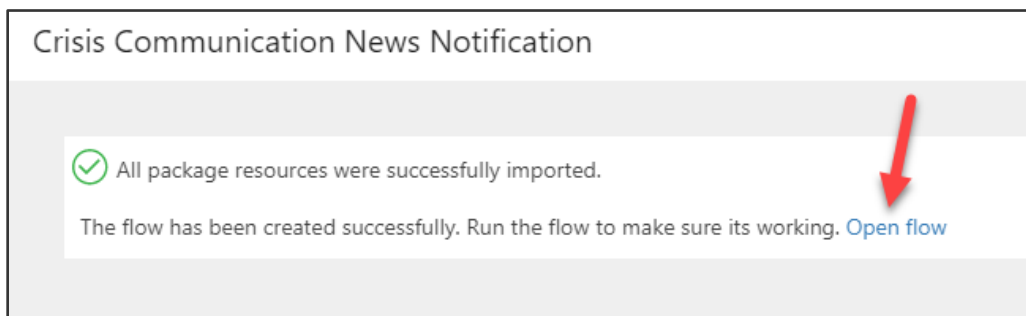 Crisis Communication News Notification
All package resources were successfully imported.
The flow has been created successfully. Run the flow to make sure its working. Open flow